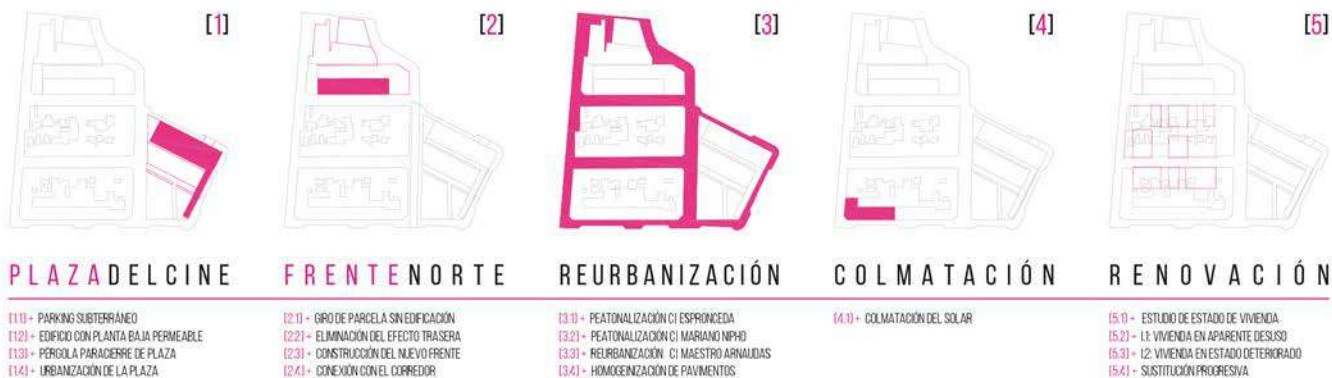 [1]
[2]
[3]
[4]
[5]
PLAZADELCINE
[1.1] + PARKING SUBTERRÁNEO
[1.2] + EDIFICIO CON PLANTA BAJA PERMEABLE
[1.3] + PÉRGOLA PARA CIERRE DE PLAZA
[1.4] + URBANIZACIÓN DE LA PLAZA
FRENTENORTE
[2.1] + GIRO DE PARCELA SIN EDIFICACIÓN
[2.2] + ELIMINACIÓN DEL EFECTO TRASERA
[2.3] + CONSTRUCCIÓN DEL NUEVO FRENTE
[2.4] + CONEXIÓN CON EL CORREDOR
REURBANIZACIÓN
[3.1] + PEATONALIZACIÓN C| ESPRONCEDA
[3.2] + PEATONALIZACIÓN C| MARIANO NIPHO
[3.3] + REURBANIZACIÓN C| MAESTRO ARNAUDAS
[3.4] + HOMOGEINIZACIÓN DE PAVIMENTOS
COLMATACIÓN
[4.1] + COLMATACIÓN DEL SOLAR
RENOVACIÓN
[5.1] + ESTUDIO DE ESTADO DE VIVIENDA
[5.2] + L1: VIVIENDA EN APARENTE DESUSO
[5.3] + L2: VIVIENDA EN ESTADO DETERIORADO
[5.4] + SUSTITUCIÓN PROGRESIVA